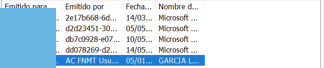 Emitido para Emitido por Fecha... Nombre d...
2e17b668-6d... 14/03... Microsoft ...
d2d23451-30... 05/05... Microsoft ...
db7c0928-e07... 10/05... Microsoft ...
dd078269-d2... 14/05... Microsoft ...
AC FNMT Usu... 05/01... GARCIA L...